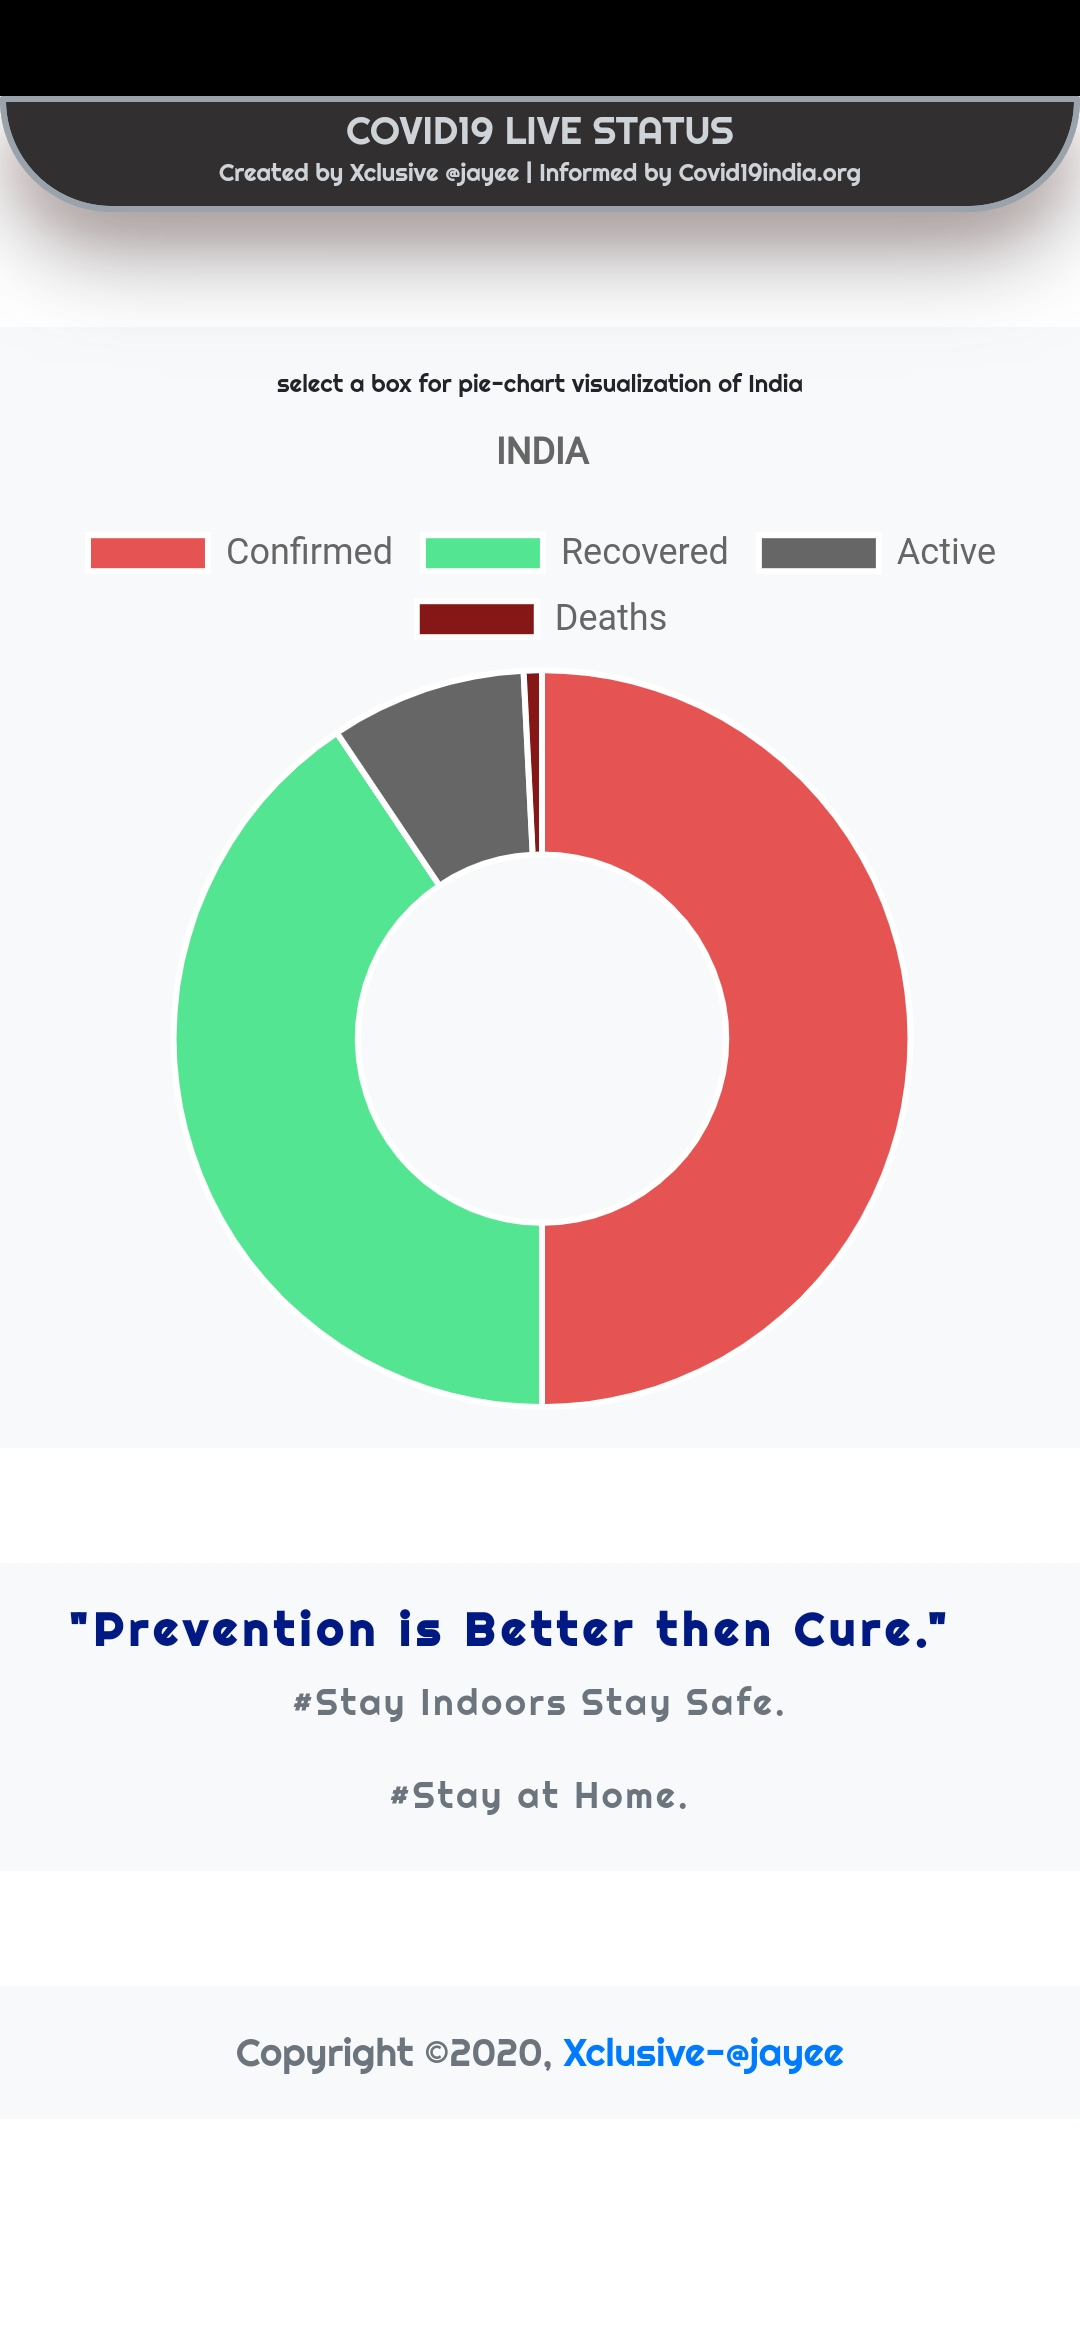 COVID19 LIVE STATUS
Created by Xclusive @jayee | Informed by Covid19india.org
select a box for pie-chart visualization of India
INDIA
Confirmed Recovered Active
Deaths
"Prevention is Better then Cure."
#Stay Indoors Stay Safe.
#Stay at Home.
Copyright ©2020, Xclusive-@jayee